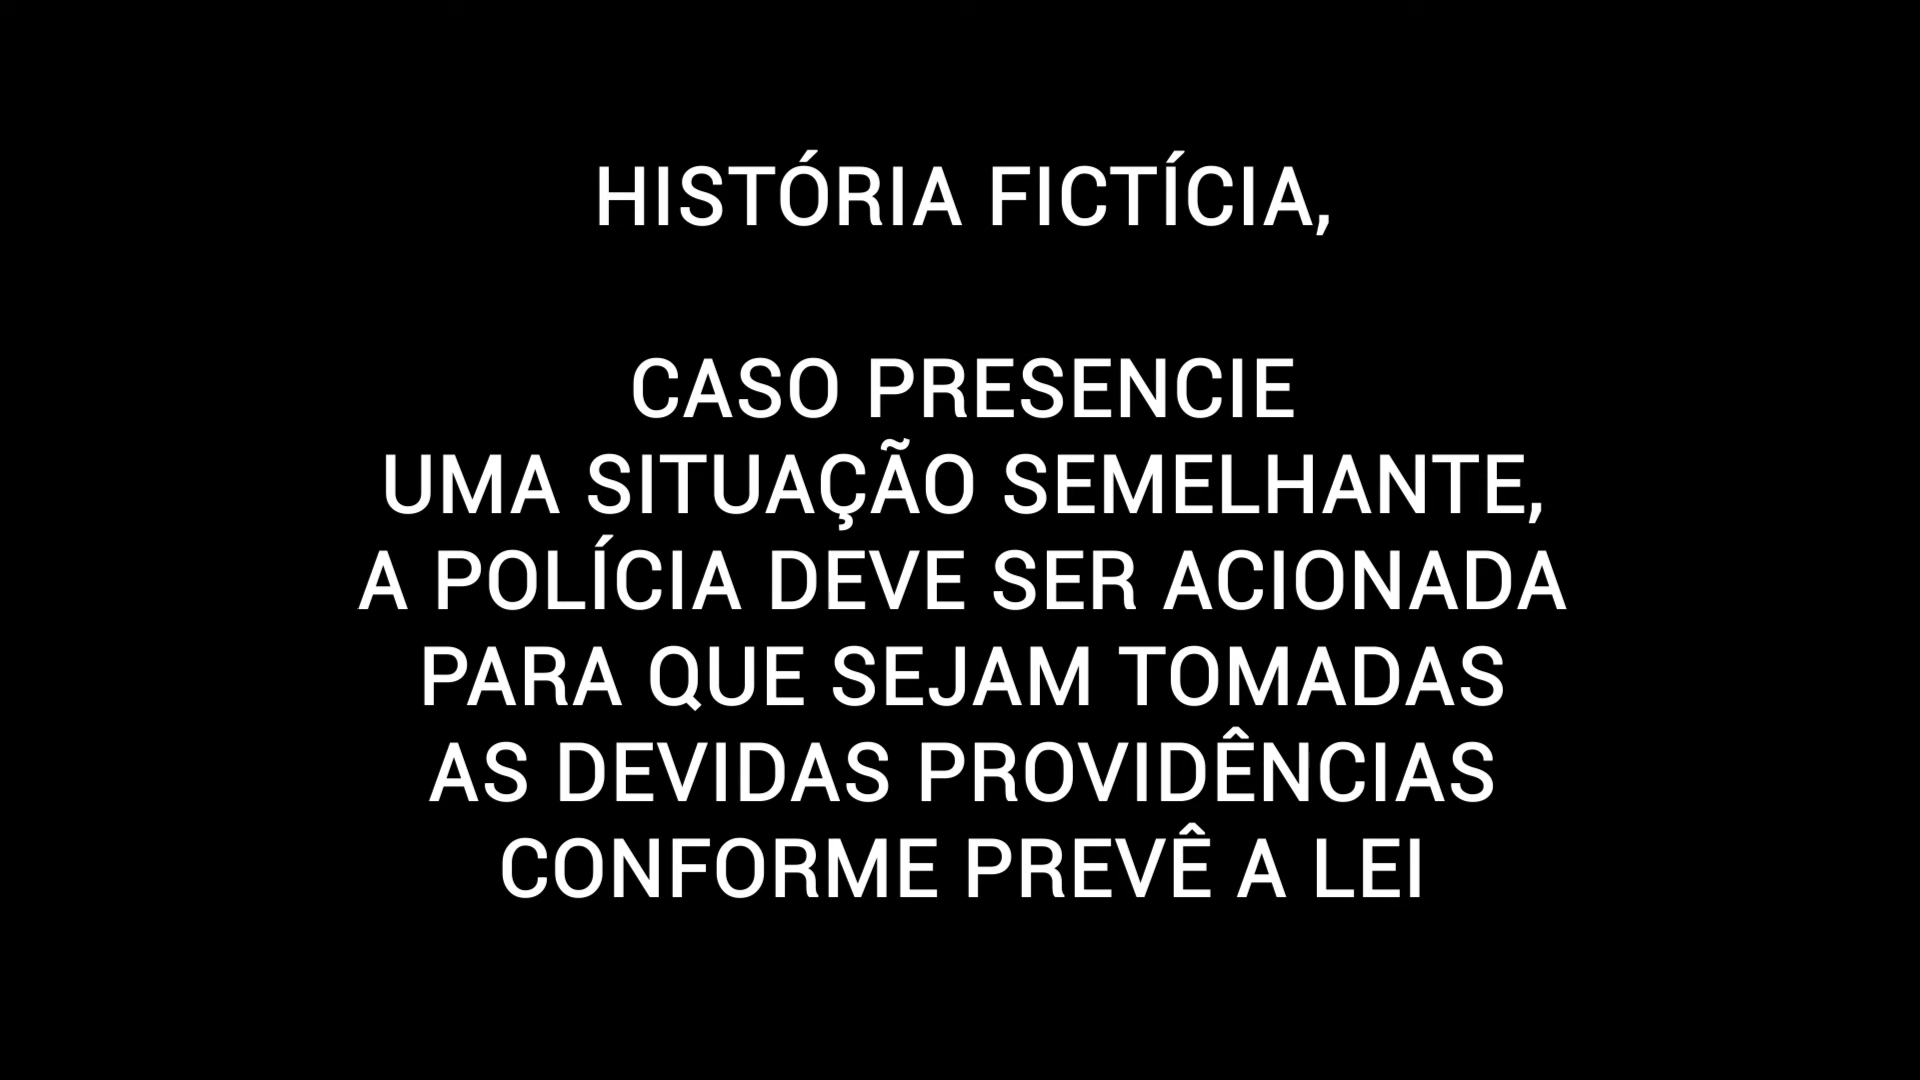 HISTÓRIA FICTÍCIA,
CASO PRESENCIE
UMA SITUAÇÃO SEMELHANTE,
A POLÍCIA DEVE SER ACIONADA
PARA QUE SEJAM TOMADAS
AS DEVIDAS PROVIDÊNCIAS
CONFORME PREVÊ A LEI